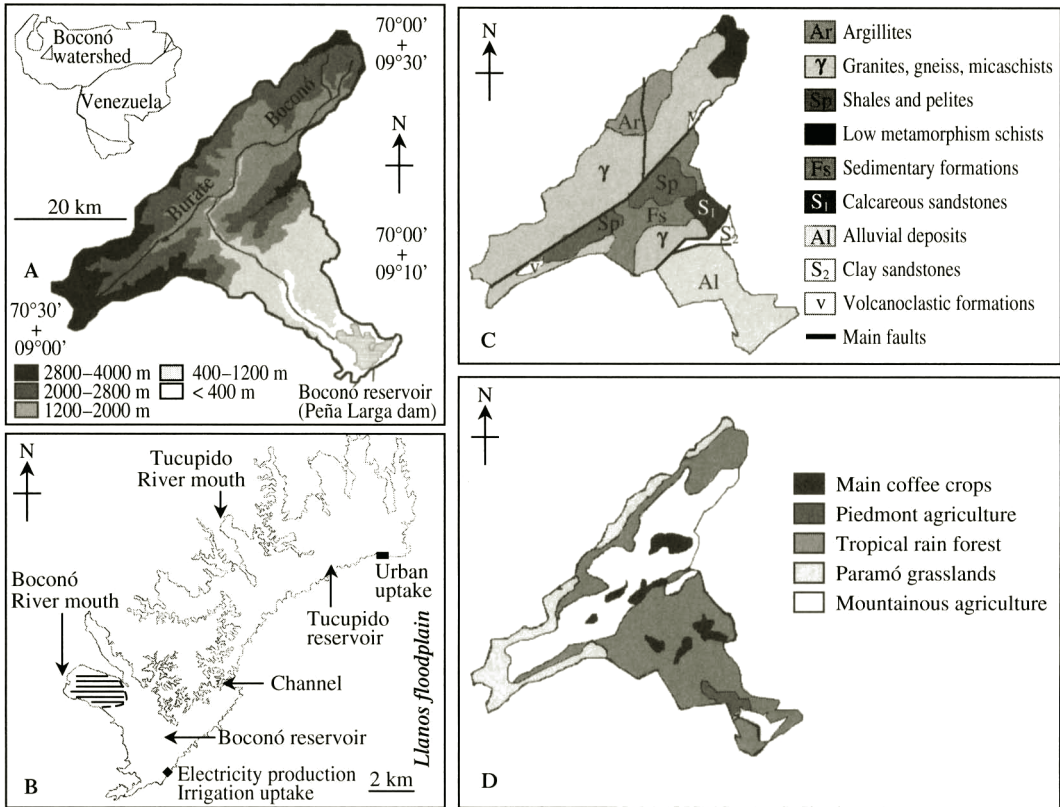 Boconó
watershed
Venezuela
N
70°00'
+
09°30'
Boconó
Burate
20 km
70°00'
+
09°10'
A
70°30'
+
09°00'
2800–4000 m
2000–2800 m
1200–2000 m
400–1200 m
< 400 m
Boconó reservoir
(Peña Larga dam)
N
Tucupido
River mouth
Boconó
River mouth
Urban
uptake
Tucupido
reservoir
Channel
Boconó reservoir
Llanos floodplain
B
Electricity production
Irrigation uptake
2 km
N
Ar
γ
v
Sp
Sp
Fs
S1
γ
S2
v
Al
C
Ar Argillites
γ Granites, gneiss, micaschists
Sp Shales and pelites
Low metamorphism schists
Fs Sedimentary formations
S1 Calcareous sandstones
Al Alluvial deposits
S2 Clay sandstones
v Volcanoclastic formations
Main faults
N
Main coffee crops
Piedmont agriculture
Tropical rain forest
Paramó grasslands
Mountainous agriculture
D